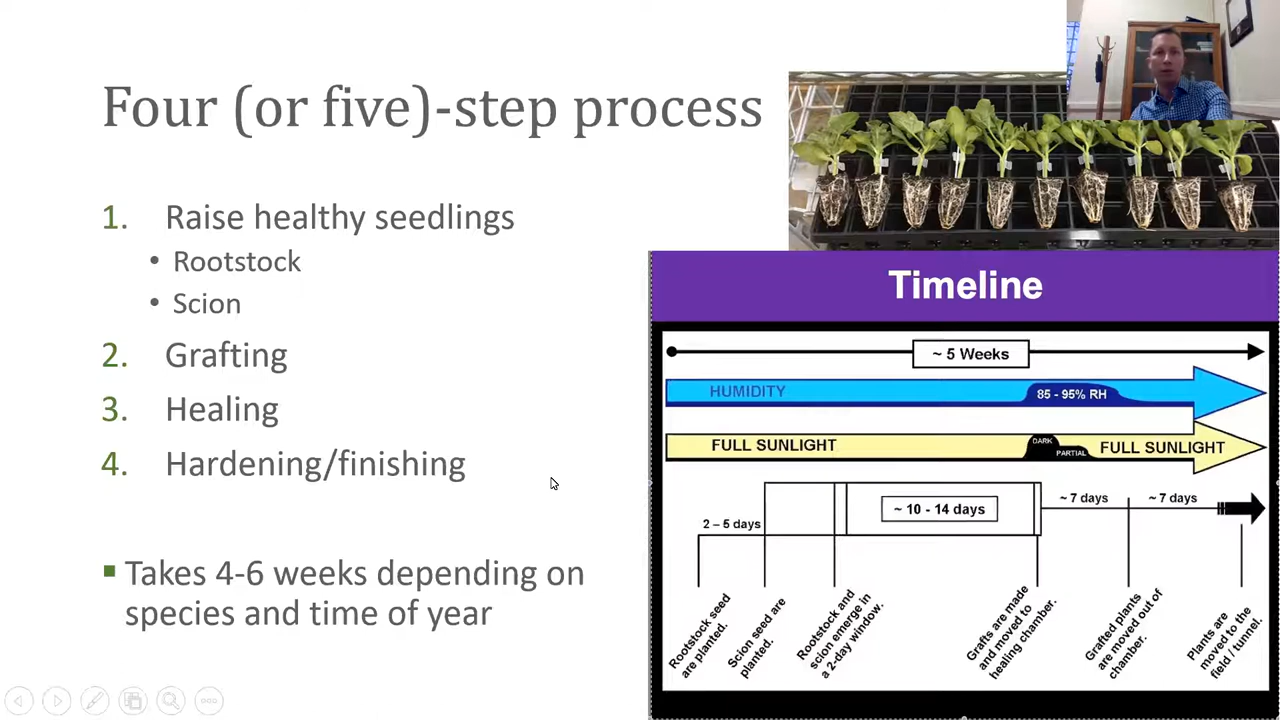 Four (or five)-step process
1. Raise healthy seedlings
• Rootstock
• Scion
2. Grafting
3. Healing
4. Hardening/finishing
▪ Takes 4-6 weeks depending on
species and time of year
Timeline
~ 5 Weeks
HUMIDITY
85 - 95% RH
FULL SUNLIGHT
DARK
PARTIAL
FULL SUNLIGHT
2 – 5 days
~ 10 - 14 days
~ 7 days
~ 7 days
Rootstock seed
are planted.
Scion seed are
planted.
Rootstock and
scion emerge in
a 2-day window.
Grafts are made
and moved to
healing chamber.
Grafted plants
are moved out of
chamber.
Plants are
moved to the
field / tunnel.